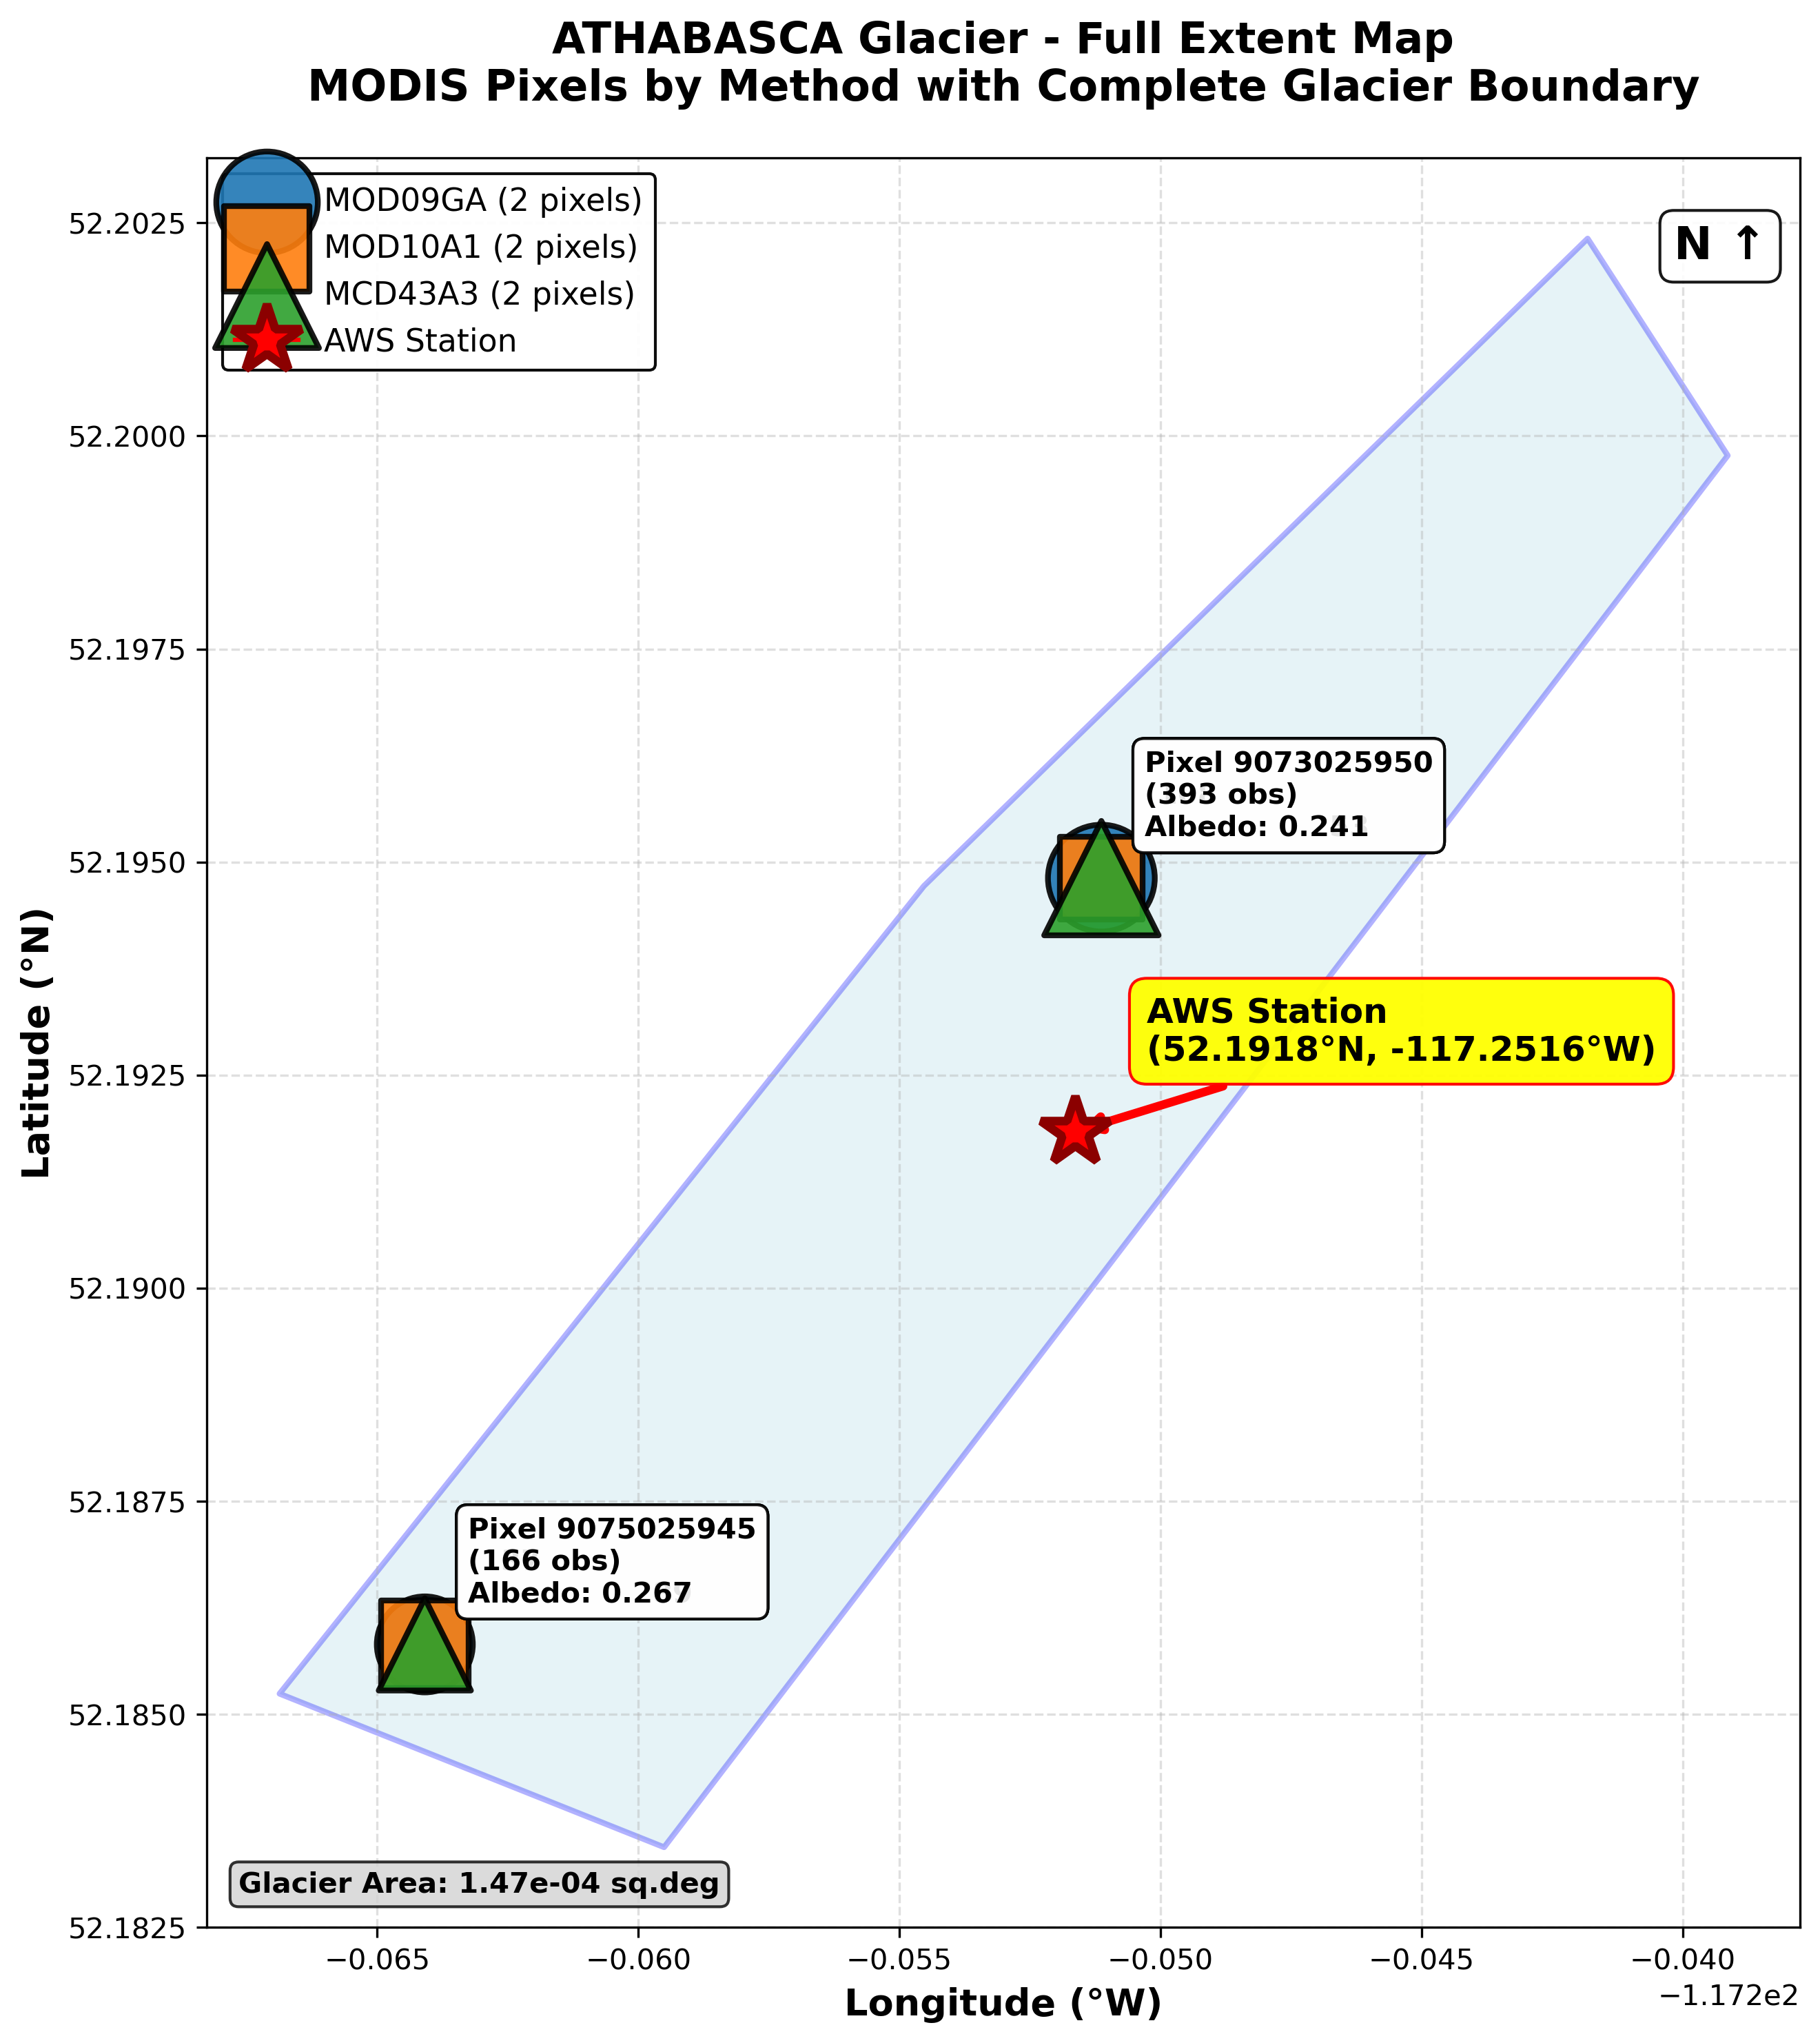 ATHABASCA Glacier - Full Extent Map
MODIS Pixels by Method with Complete Glacier Boundary
MOD09GA (2 pixels)
MOD10A1 (2 pixels)
MCD43A3 (2 pixels)
AWS Station
N ↑
52.2025
52.2000
52.1975
52.1950
52.1925
52.1900
52.1875
52.1850
52.1825
Latitude (°N)
Pixel 9073025950
(393 obs)
Albedo: 0.241
AWS Station
(52.1918°N, -117.2516°W)
Pixel 9075025945
(166 obs)
Albedo: 0.267
Glacier Area: 1.47e-04 sq.deg
−0.065
−0.060
−0.055
−0.050
−0.045
−0.040
−1.172e2
Longitude (°W)